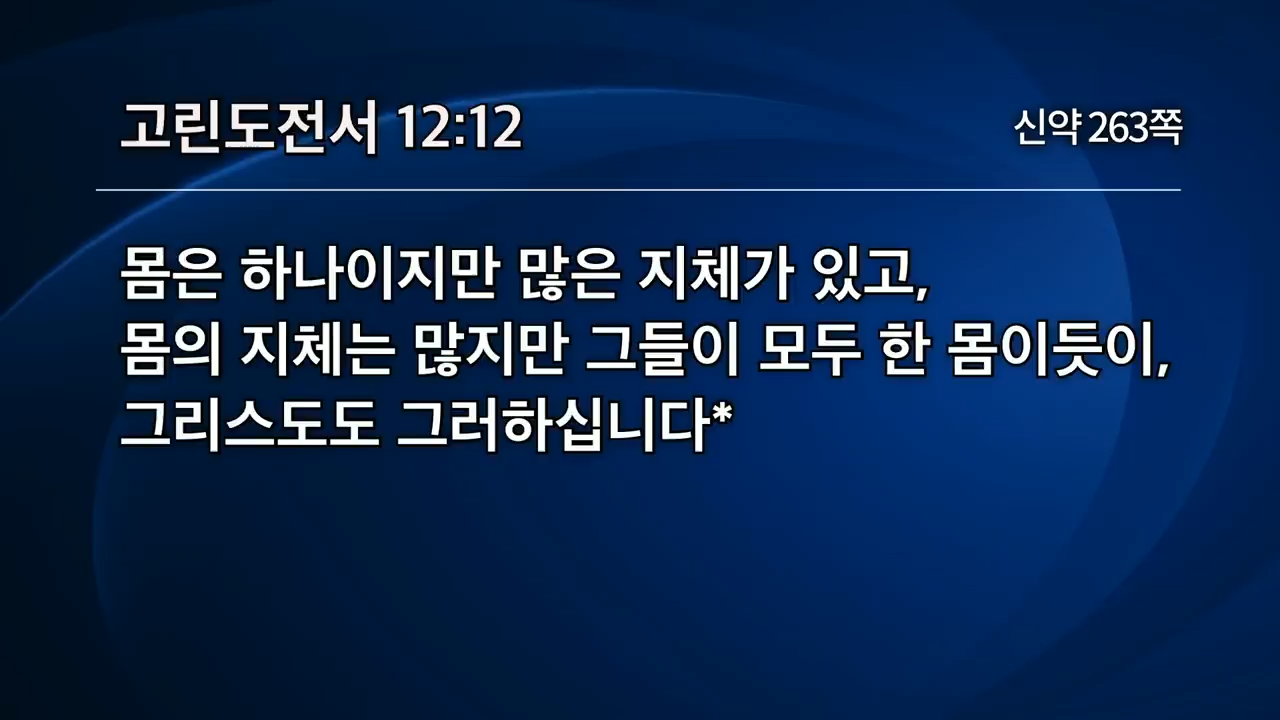 고린도전서 12:12
신약 263쪽
몸은 하나이지만 많은 지체가 있고,
몸의 지체는 많지만 그들이 모두 한 몸이듯이,
그리스도도 그러하십니다*